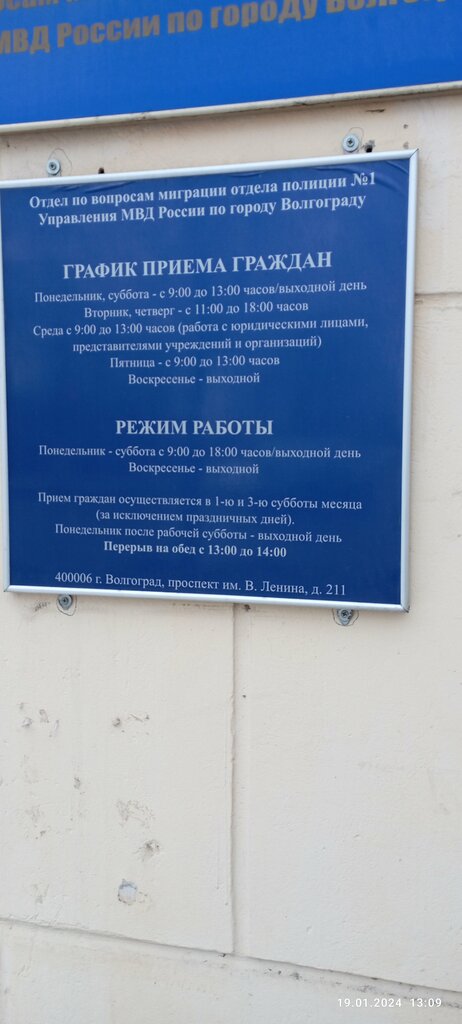 МВД России по городу Волгогр
Отдел по вопросам миграции отдела полиции №1
Управления МВД России по городу Волгограду
ГРАФИК ПРИЕМА ГРАЖДАН
Понедельник, суббота - с 9:00 до 13:00 часов/выходной день
Вторник, четверг - с 11:00 до 18:00 часов
Среда с 9:00 до 13:00 часов (работа с юридическими лицами,
представителями учреждений и организаций)
Пятница - с 9:00 до 13:00 часов
Воскресенье - выходной
РЕЖИМ РАБОТЫ
Понедельник - суббота с 9:00 до 18:00 часов/выходной день
Воскресенье - выходной
Прием граждан осуществляется в 1-ю и 3-ю субботы месяца
(за исключением праздничных дней).
Понедельник после рабочей субботы - выходной день
Перерыв на обед с 13:00 до 14:00
400006 г. Волгоград, проспект им. В. Ленина, д. 211
19.01.2024 13:09